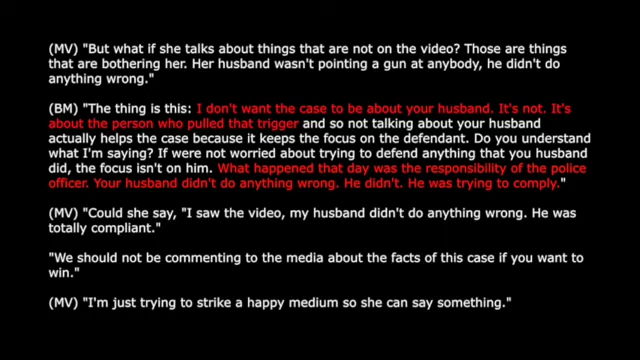 (MV) "But what if she talks about things that are not on the video? Those are things
that are bothering her. Her husband wasn't pointing a gun at anybody, he didn't do
anything wrong."
(BM) "The thing is this: I don't want the case to be about your husband. It's not. It's
about the person who pulled that trigger and so not talking about your husband
actually helps the case because it keeps the focus on the defendant. Do you understand
what I'm saying? If were not worried about trying to defend anything that you husband
did, the focus isn't on him. What happened that day was the responsibility of the police
officer. Your husband didn't do anything wrong. He didn't. He was trying to comply."
(MV) "Could she say, "I saw the video, my husband didn't do anything wrong. He was
totally compliant."
"We should not be commenting to the media about the facts of this case if you want to
win."
(MV) "I'm just trying to strike a happy medium so she can say something."